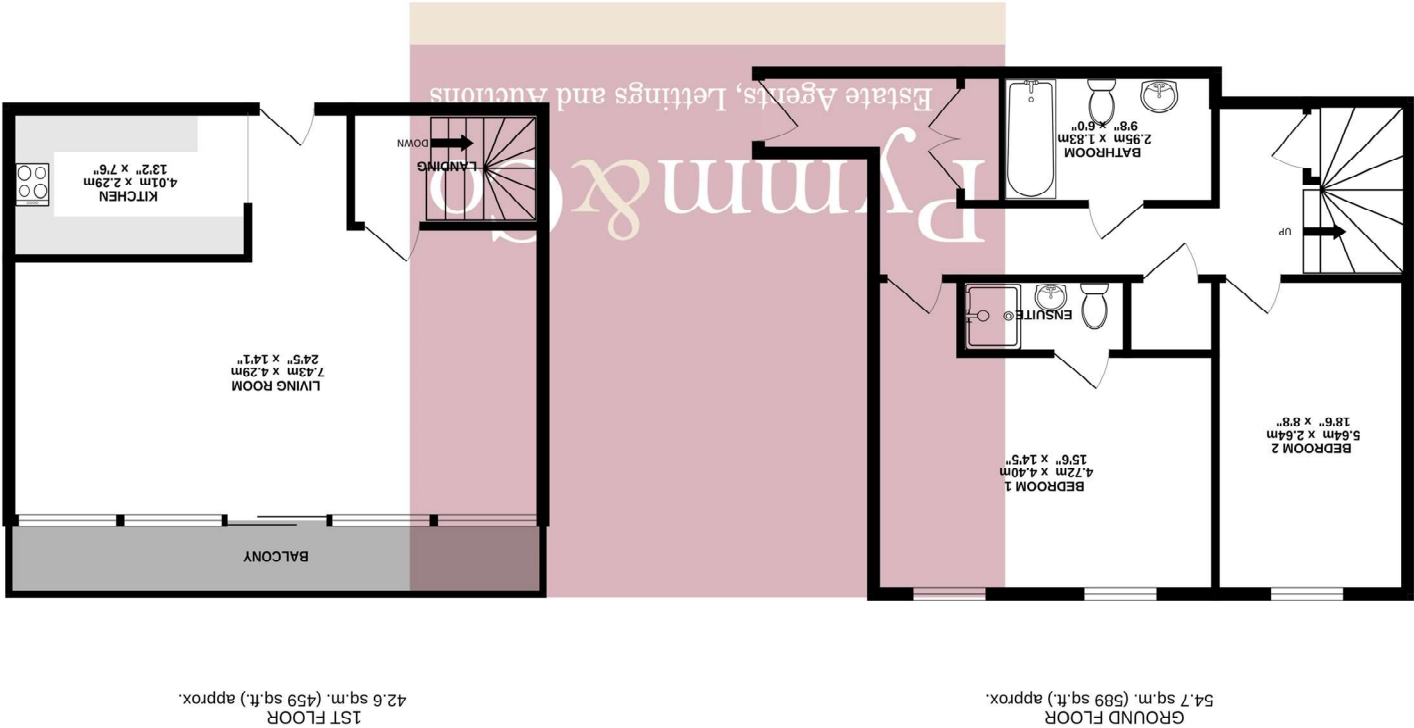 GROUND FLOOR
54.7 sq.m. (589 sq.ft.) approx.
1ST FLOOR
42.6 sq.m. (459 sq.ft.) approx.
BEDROOM 2
5.64m x 2.64m
18'6" x 8'8"
BEDROOM 1
4.72m x 4.40m
15'6" x 14'5"
ENSUITE
UP
BATHROOM
2.95m x 1.83m
9'8" x 6'0"
BALCONY
LIVING ROOM
7.43m x 4.29m
24'5" x 14'1"
KITCHEN
4.01m x 2.29m
13'2" x 7'6"
LANDING
DOWN
Pymm&Co
Estate Agents, Lettings and Auctions